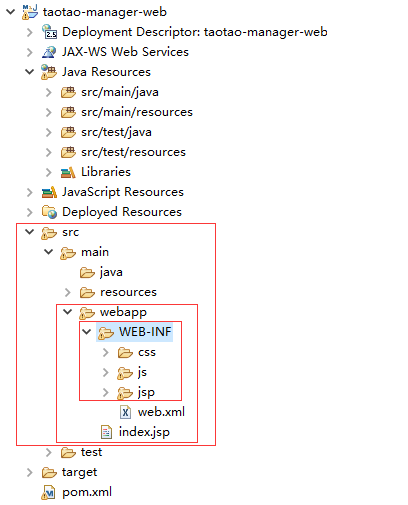 taotao-manager-web
Deployment Descriptor: taotao-manager-web
JAX-WS Web Services
Java Resources
src/main/java
src/main/resources
src/test/java
src/test/resources
Libraries
JavaScript Resources
Deployed Resources
src
main
java
resources
webapp
WEB-INF
css
js
jsp
web.xml
index.jsp
test
target
pom.xml